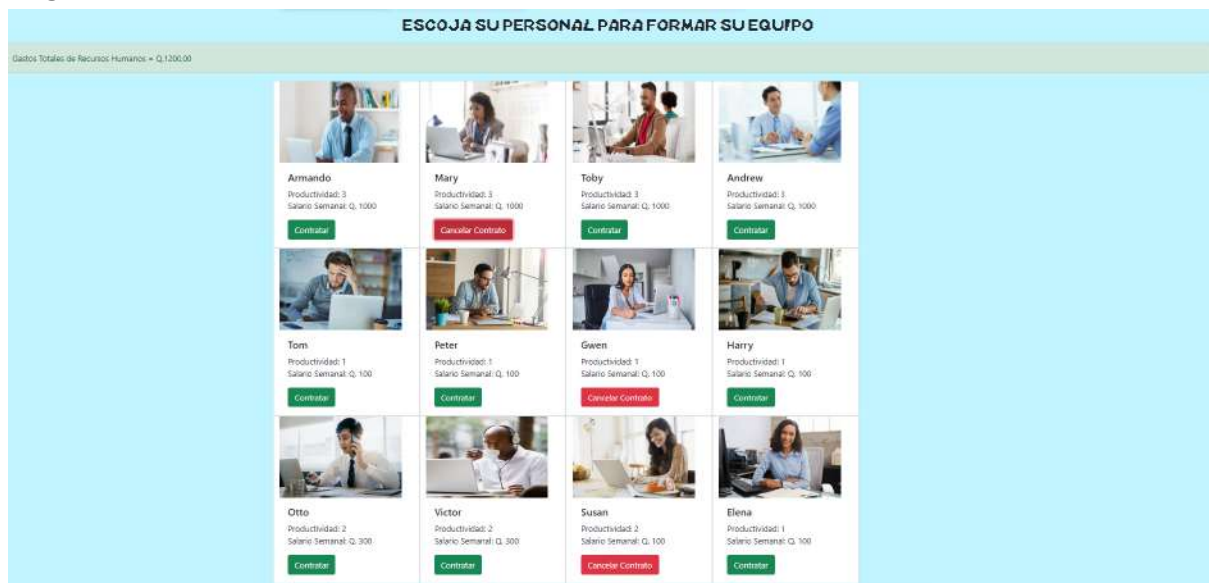 ESCOJA SU PERSONAL PARA FORMAR SU EQUIPO
Gastos Totales de Recursos Humanos = Q.1200.00
Armando
Productividad: 3
Salario Semanal: Q. 1000
Contratar
Mary
Productividad: 3
Salario Semanal: Q. 1000
Cancelar Contrato
Toby
Productividad: 3
Salario Semanal: Q. 1000
Contratar
Andrew
Productividad: 3
Salario Semanal: Q. 1000
Contratar
Tom
Productividad: 1
Salario Semanal: Q. 100
Contratar
Peter
Productividad: 1
Salario Semanal: Q. 100
Contratar
Gwen
Productividad: 1
Salario Semanal: Q. 100
Cancelar Contrato
Harry
Productividad: 1
Salario Semanal: Q. 100
Contratar
Otto
Productividad: 2
Salario Semanal: Q. 300
Contratar
Victor
Productividad: 2
Salario Semanal: Q. 300
Contratar
Susan
Productividad: 2
Salario Semanal: Q. 100
Cancelar Contrato
Elena
Productividad: 1
Salario Semanal: Q. 100
Contratar